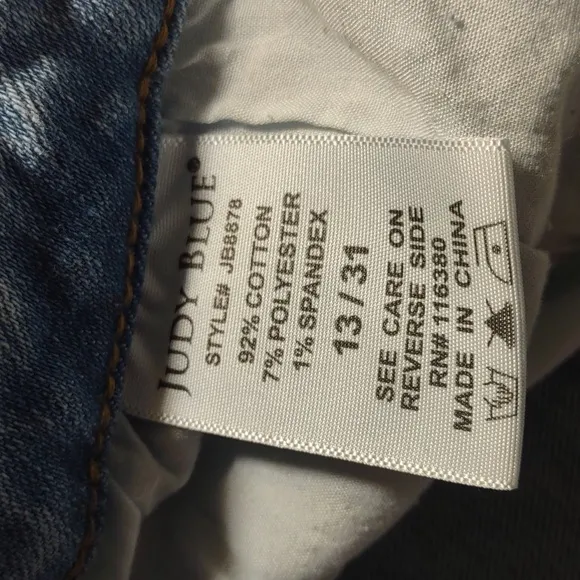 JUDY BLUE®
STYLE# JB8878
92% COTTON
7% POLYESTER
1% SPANDEX
13 / 31
SEE CARE ON
REVERSE SIDE
RN# 116380
MADE IN CHINA